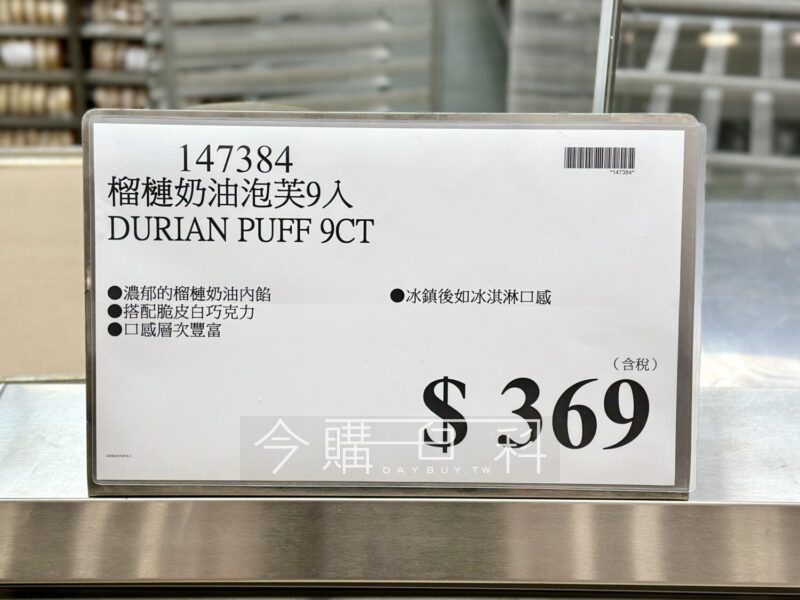 147384
榴槤奶油泡芙9入
DURIAN PUFF 9CT
*147384*
●濃郁的榴槤奶油內餡
●搭配脆皮白巧克力
●口感層次豐富
●冰鎮後如冰淇淋口感
（含稅）
$ 369
今購百科
DAYBUY.TW